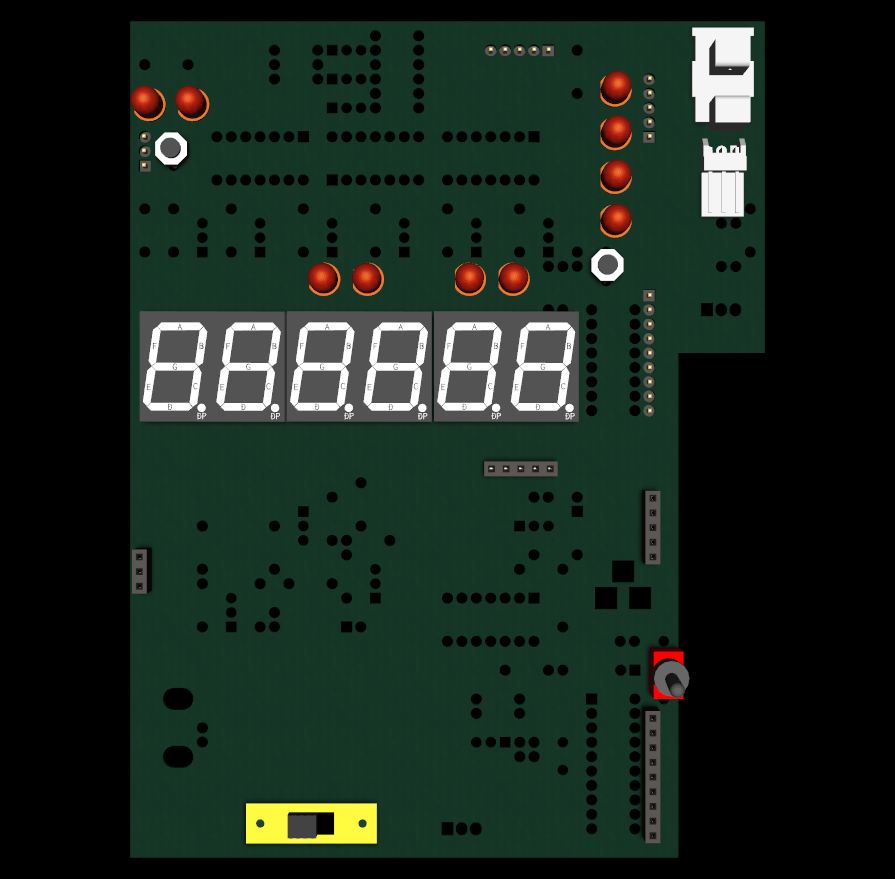 A A A A A A
F B F B F B F B F B F B
G G G G G G
E C E C E C E C E C E C
D D D D D D
DP DP DP DP DP DP